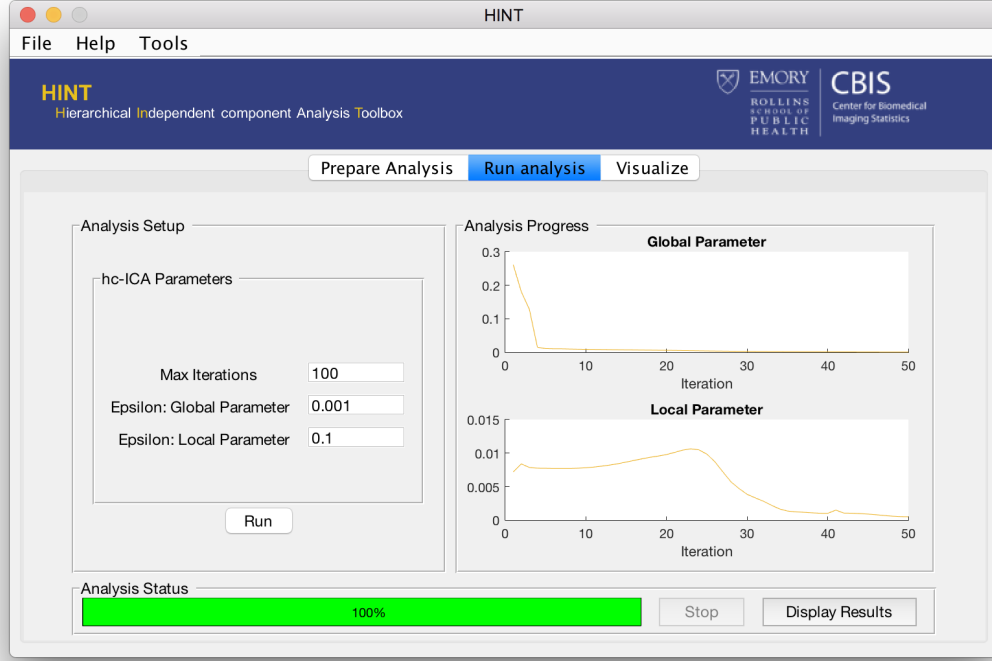 HINT
File Help Tools
HINT
Hierarchical Independent component Analysis Toolbox
EMORY
ROLLINS
SCHOOL OF
PUBLIC
HEALTH
CBIS
Center for Biomedical
Imaging Statistics
Prepare Analysis Run analysis Visualize
Analysis Setup
hc-ICA Parameters
Max Iterations 100
Epsilon: Global Parameter 0.001
Epsilon: Local Parameter 0.1
Run
Analysis Progress
Global Parameter
0.3
0.2
0.1
0
0 10 20 30 40 50
Iteration
Local Parameter
0.015
0.01
0.005
0
0 10 20 30 40 50
Iteration
Analysis Status
100% Stop Display Results